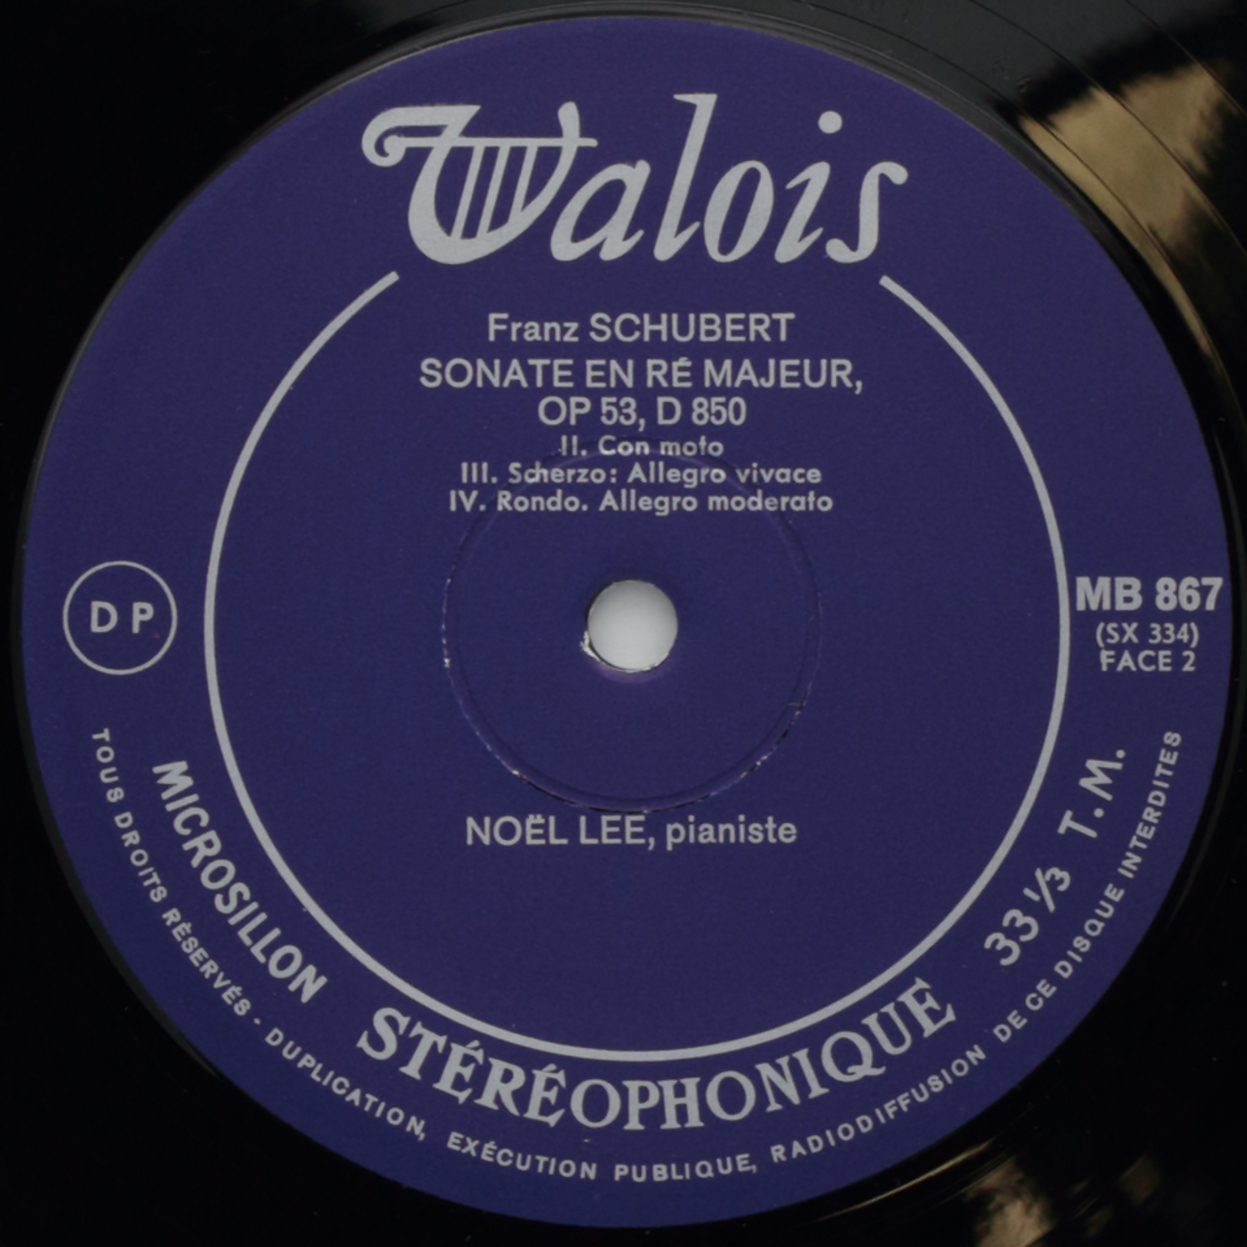 Valois
Franz SCHUBERT
SONATE EN RÉ MAJEUR,
OP 53, D 850
II. Con moto
III. Scherzo: Allegro vivace
IV. Rondo. Allegro moderato
D P
MB 867
(SX 334)
FACE 2
NOËL LEE, pianiste
MICROSILLON STÉRÉOPHONIQUE 33 1/3 T.M.
TOUS DROITS RÉSERVÉS - DUPLICATION, EXÉCUTION PUBLIQUE, RADIODIFFUSION DE CE DISQUE INTERDITES